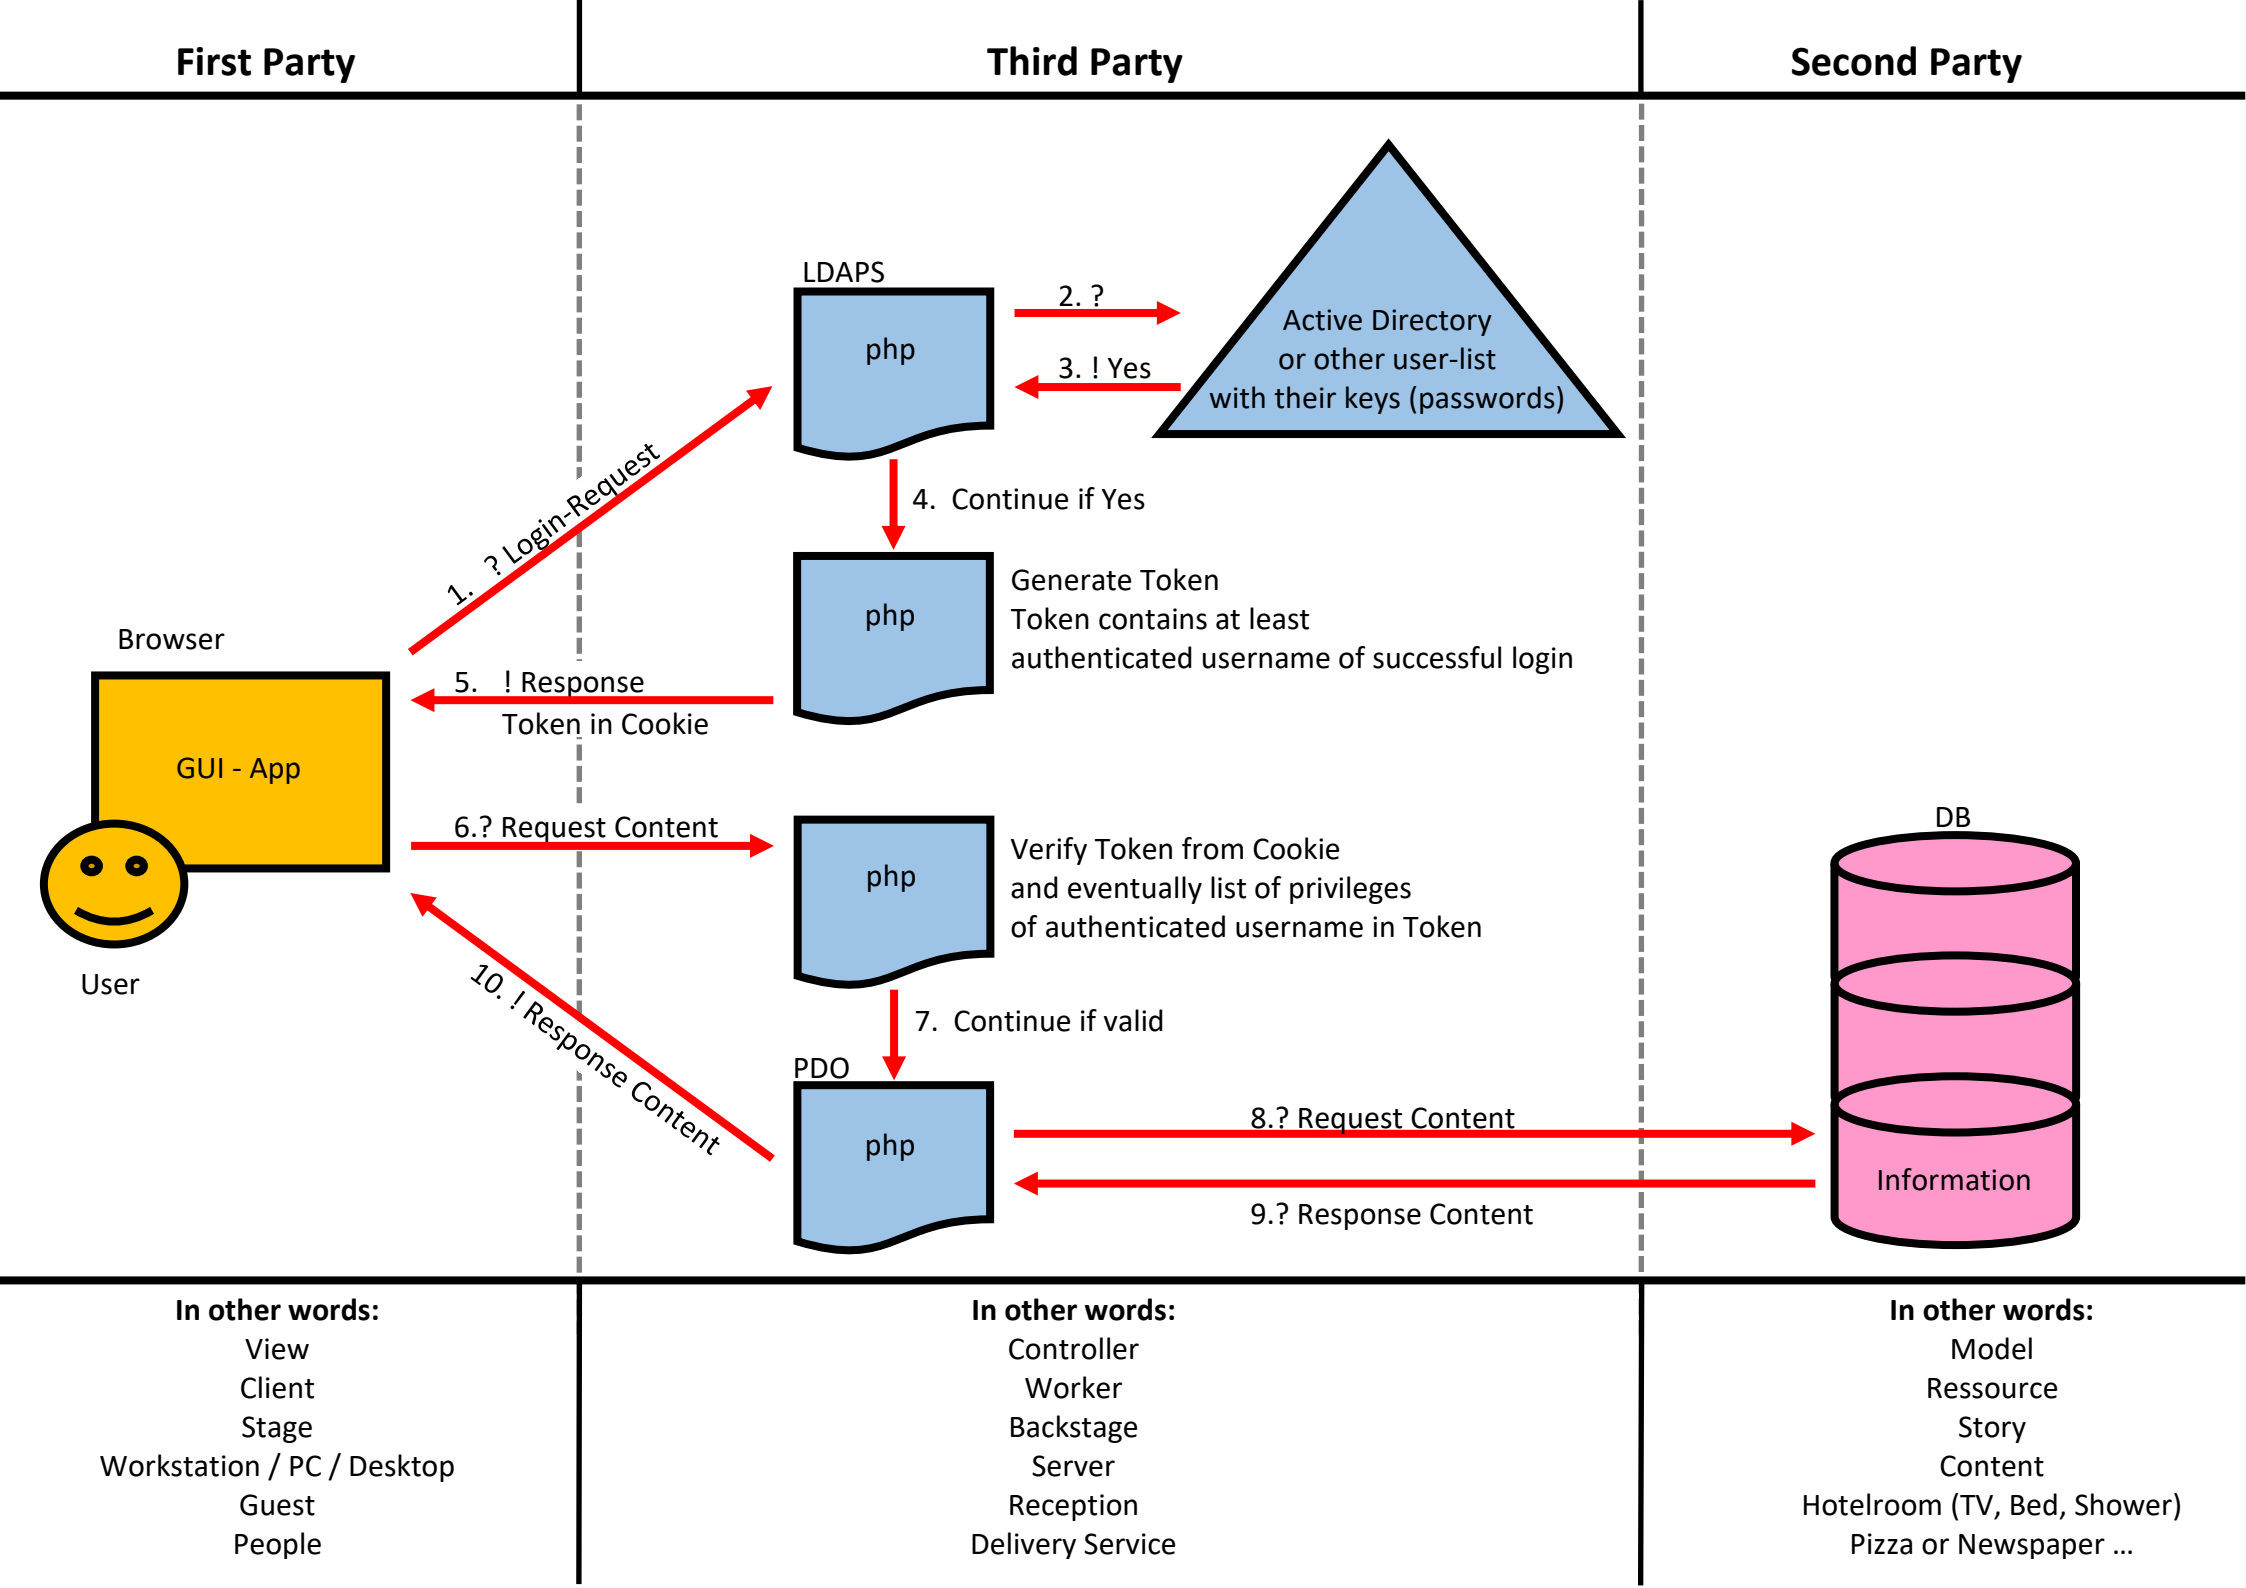 First Party
Third Party
Second Party
LDAPS
php
2. ?
3. ! Yes
Active Directory
or other user-list
with their keys (passwords)
1. ? Login-Request
4. Continue if Yes
php
Generate Token
Token contains at least
authenticated username of successful login
Browser
GUI - App
User
5. ! Response
Token in Cookie
6.? Request Content
php
Verify Token from Cookie
and eventually list of privileges
of authenticated username in Token
7. Continue if valid
PDO
php
10. ! Response Content
8.? Request Content
9.? Response Content
DB
Information
In other words:
View
Client
Stage
Workstation / PC / Desktop
Guest
People
In other words:
Controller
Worker
Backstage
Server
Reception
Delivery Service
In other words:
Model
Ressource
Story
Content
Hotelroom (TV, Bed, Shower)
Pizza or Newspaper ...